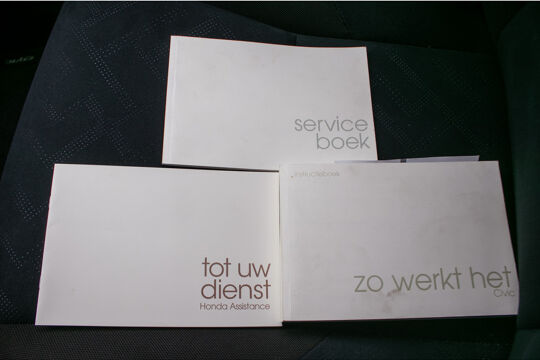 service
boek
tot uw
dienst
Honda Assistance
instructieboek
zo werkt het
Civic